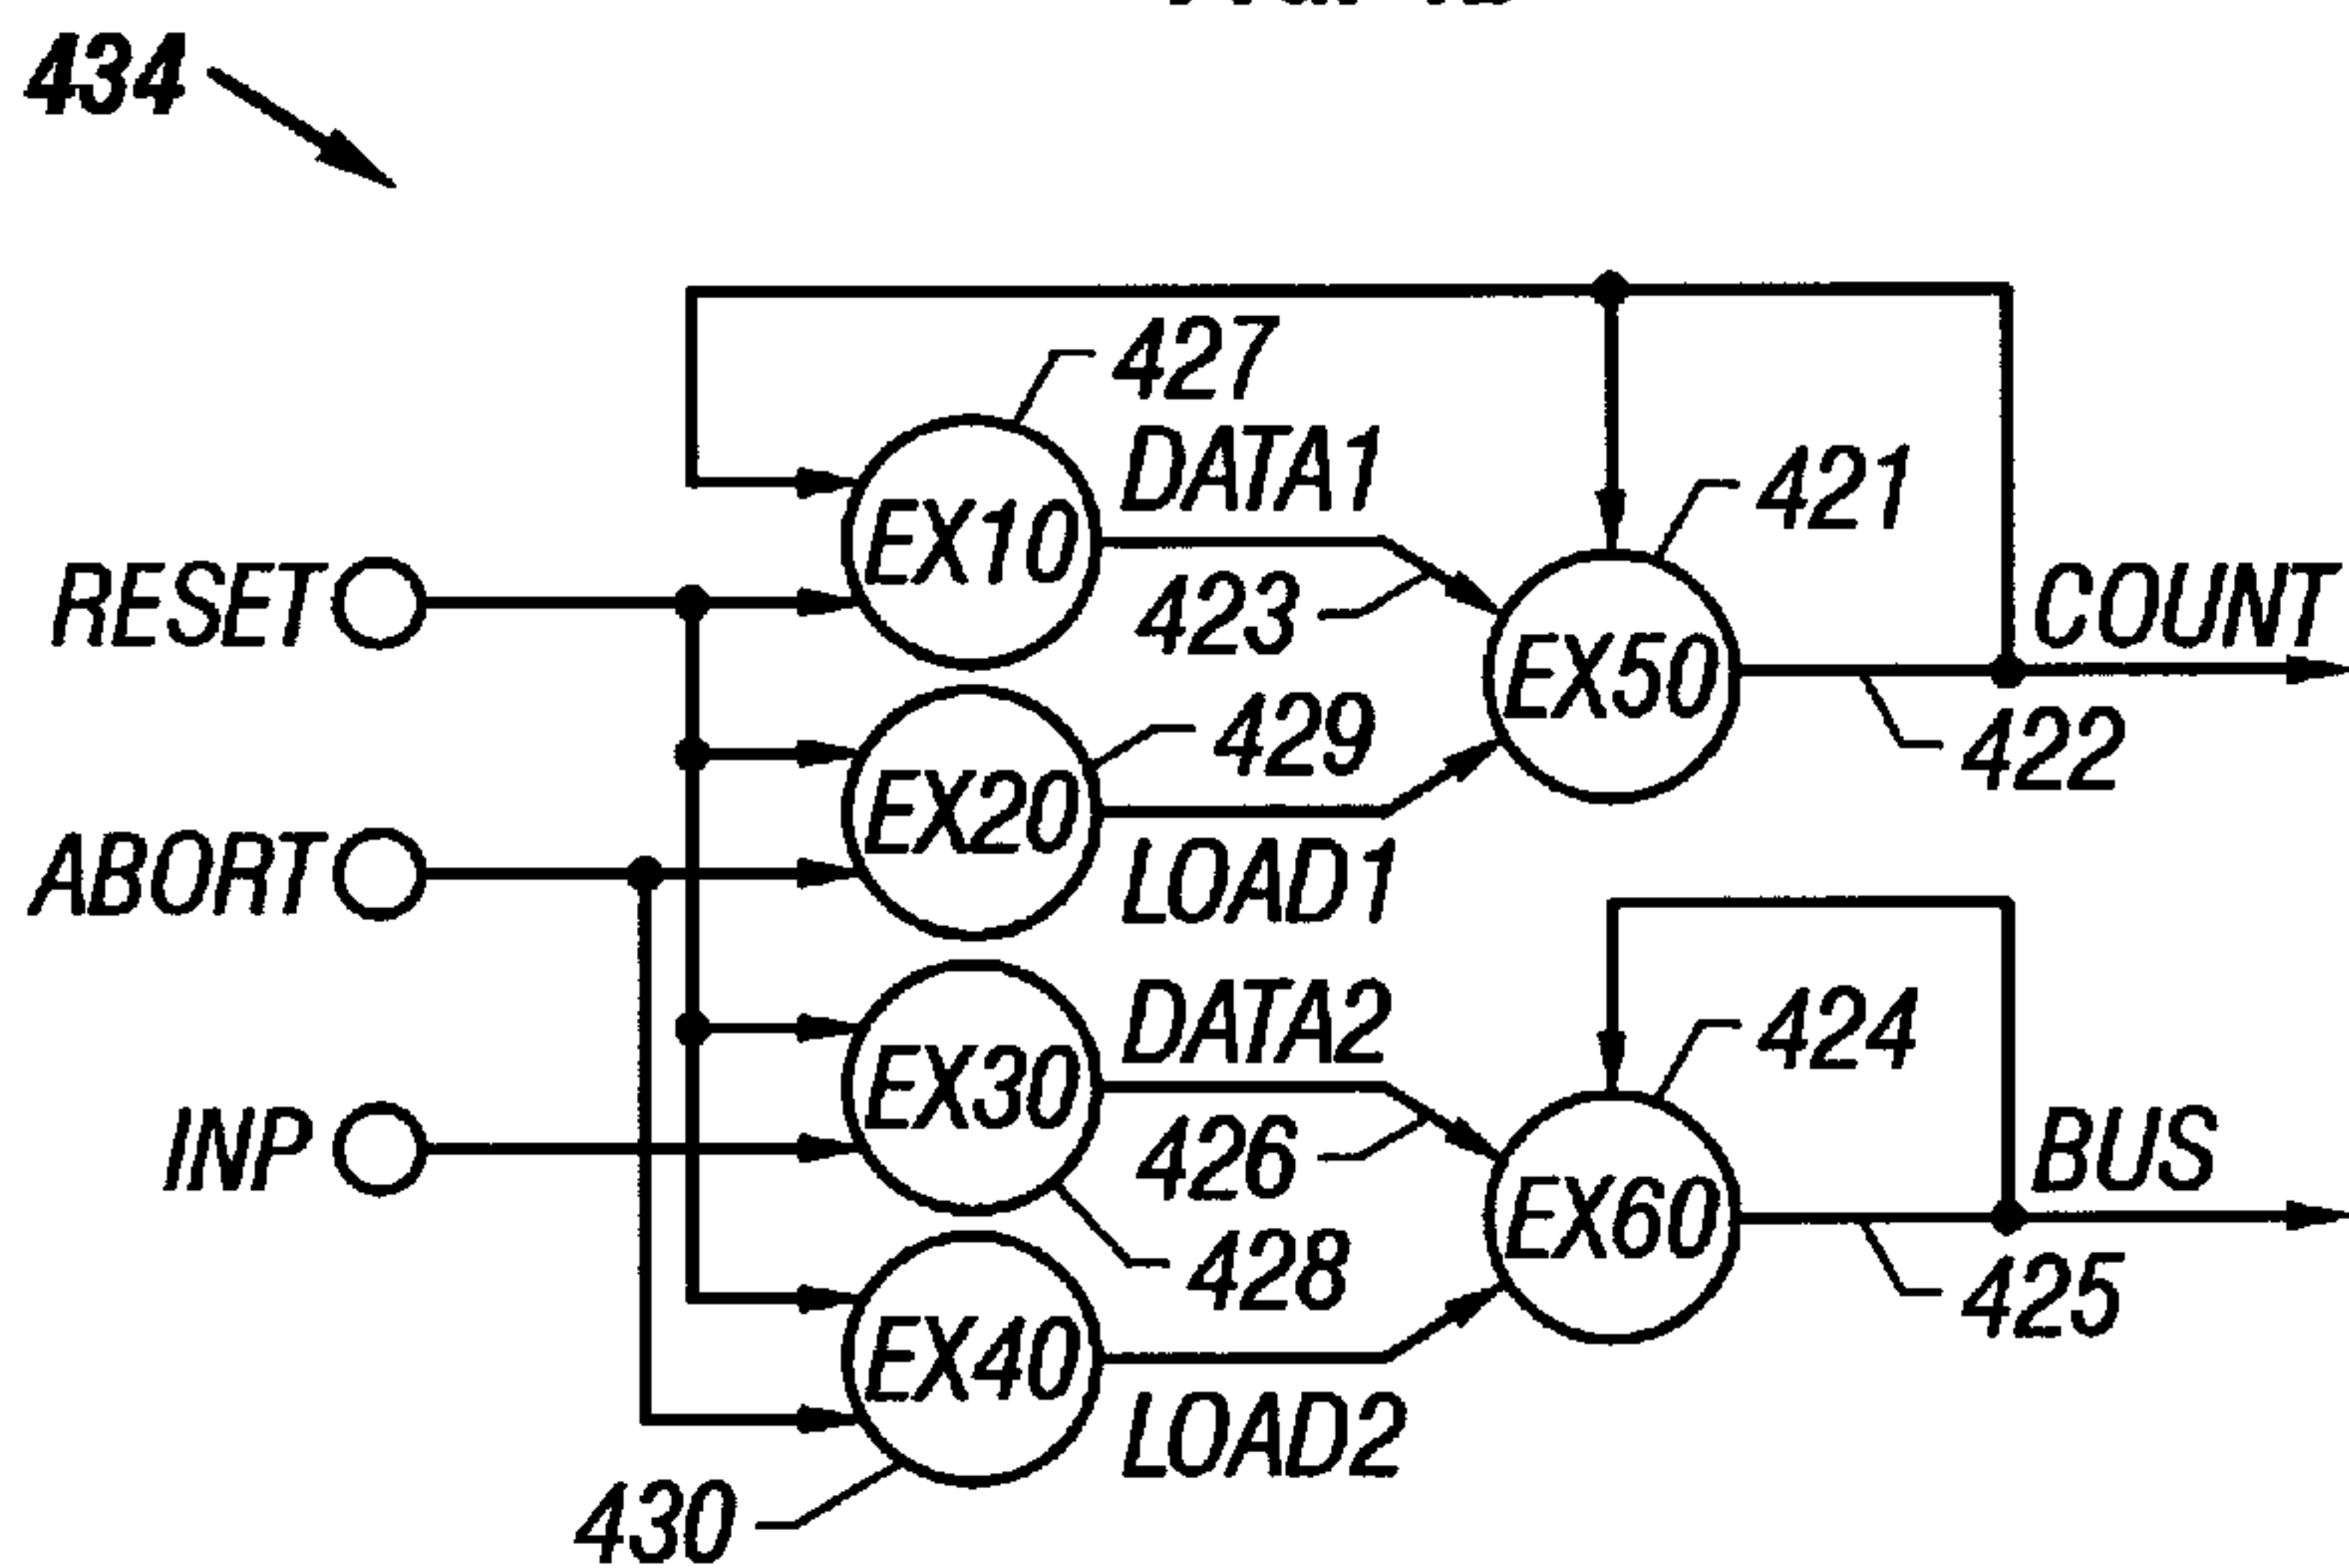 434
427
DATA1
421
EX10
RESET
423
COUNT
EX50
429
422
EX20
ABORT
LOAD1
DATA2
424
EX30
INP
426
BUS
EX60
428
425
EX40
LOAD2
430